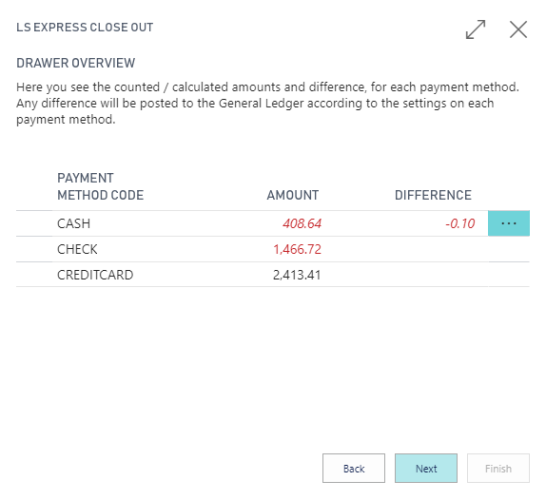 LS EXPRESS CLOSE OUT
DRAWER OVERVIEW
Here you see the counted / calculated amounts and difference, for each payment method.
Any difference will be posted to the General Ledger according to the settings on each
payment method.
PAYMENT
METHOD CODE AMOUNT DIFFERENCE
CASH 408.64 -0.10 ...
CHECK 1,466.72
CREDITCARD 2,413.41
Back Next Finish